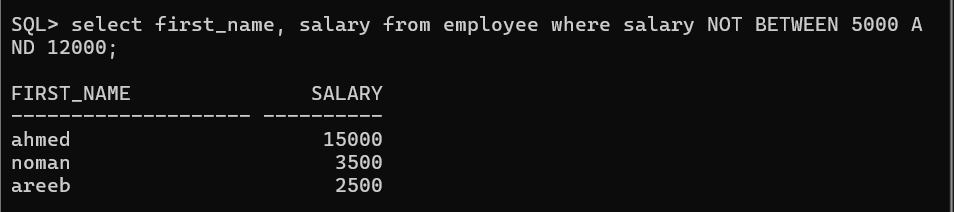 SQL> select first_name, salary from employee where salary NOT BETWEEN 5000 A
ND 12000;
FIRST_NAME               SALARY
-------------------- ----------
ahmed                     15000
noman                      3500
areeb                      2500